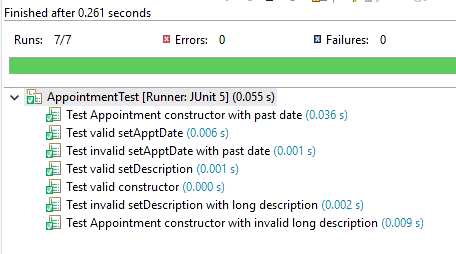 Finished after 0.261 seconds
Runs: 7/7 Errors: 0 Failures: 0
AppointmentTest [Runner: JUnit 5] (0.055 s)
Test Appointment constructor with past date (0.036 s)
Test valid setApptDate (0.006 s)
Test invalid setApptDate with past date (0.001 s)
Test valid setDescription (0.001 s)
Test valid constructor (0.000 s)
Test invalid setDescription with long description (0.002 s)
Test Appointment constructor with invalid long description (0.009 s)